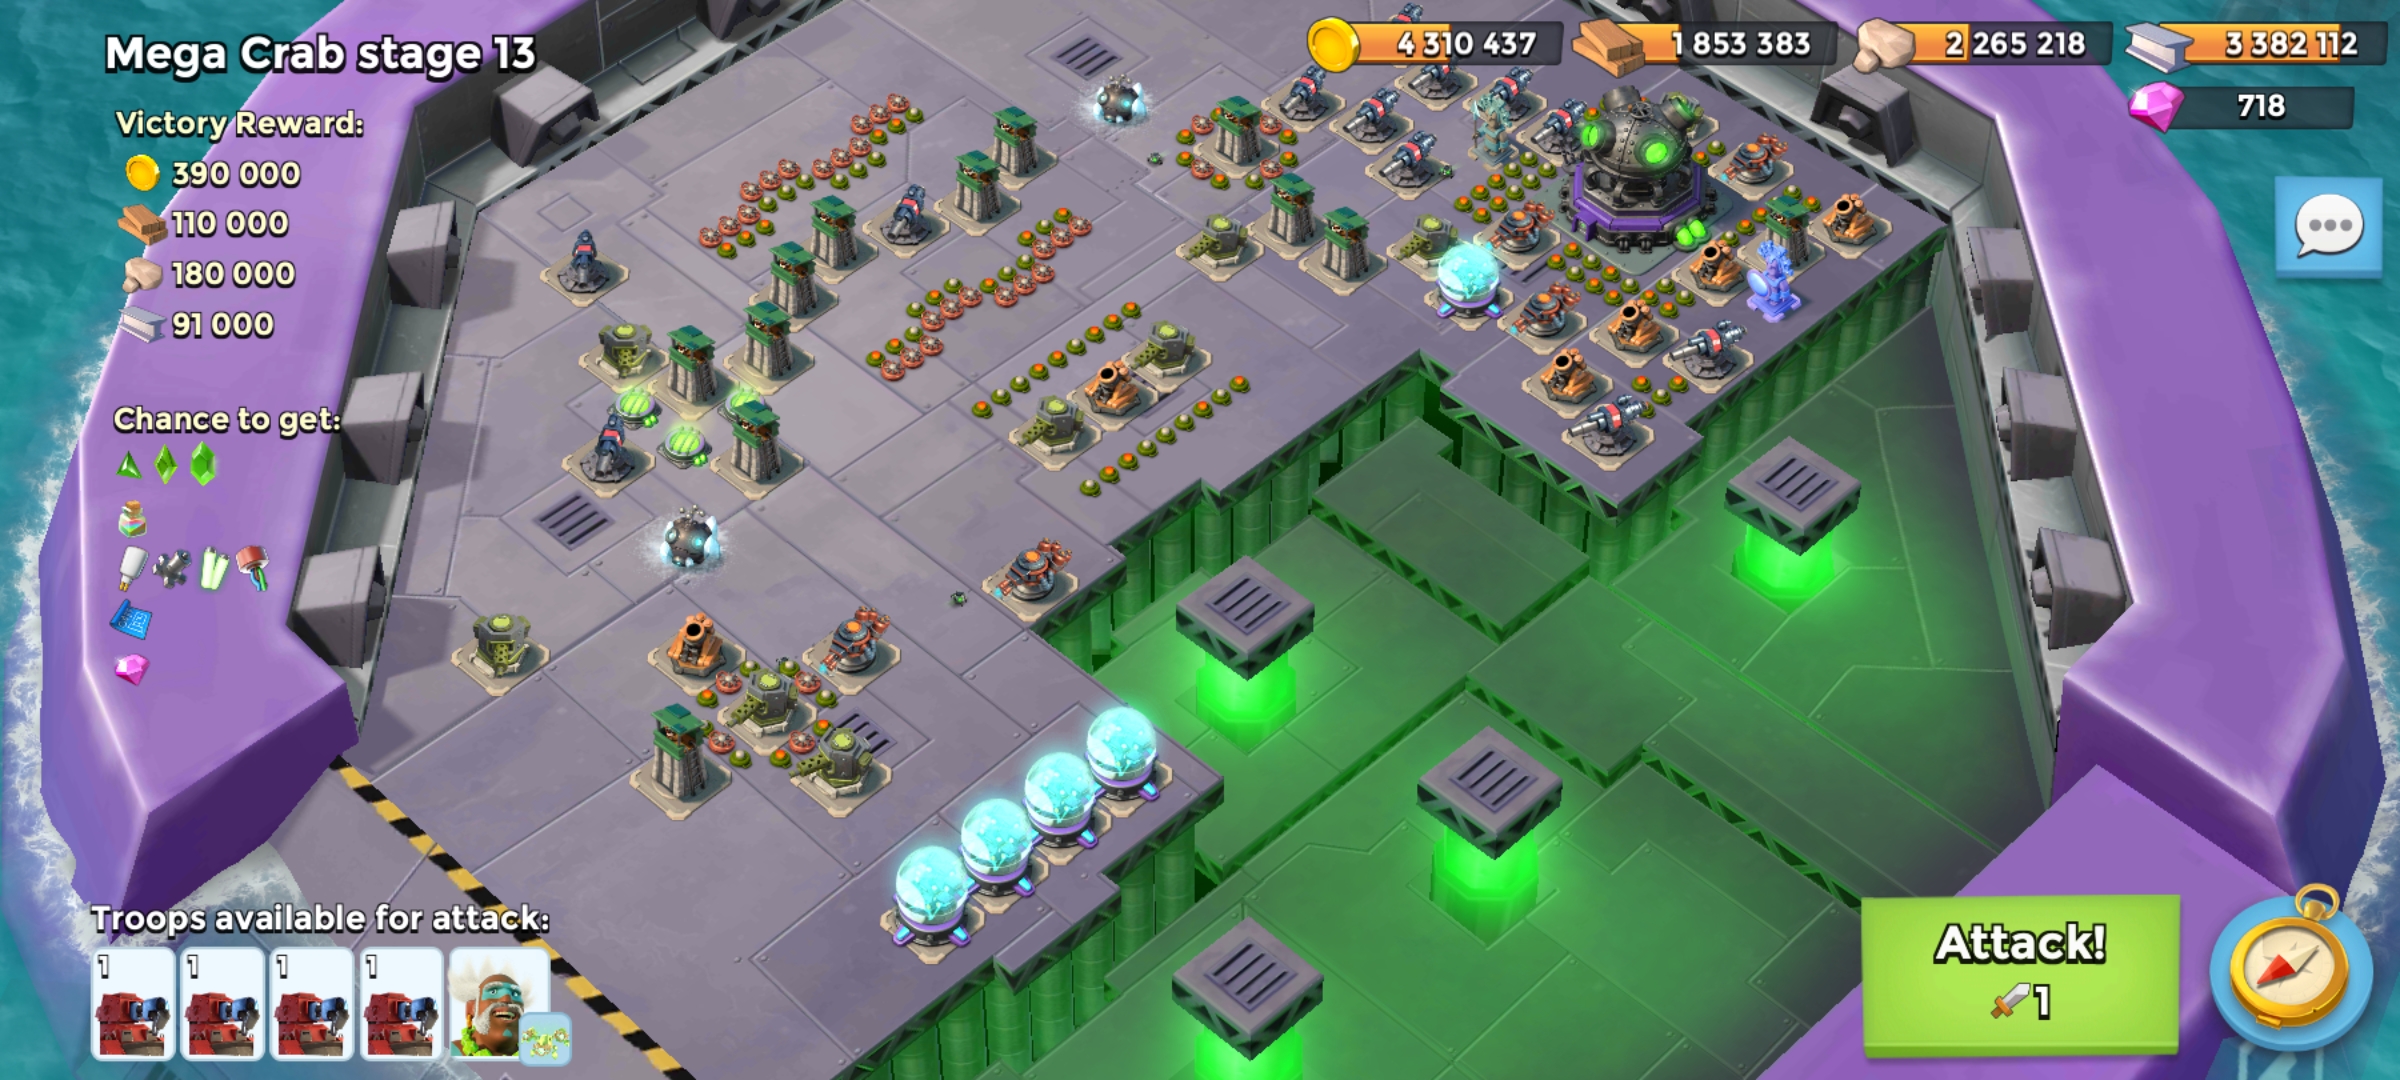 Mega Crab stage 13
4 310 437
1 853 383
2 265 218
3 382 112
718
Victory Reward:
390 000
110 000
180 000
91 000
Chance to get:
Troops available for attack:
1
1
1
1
Attack!
1